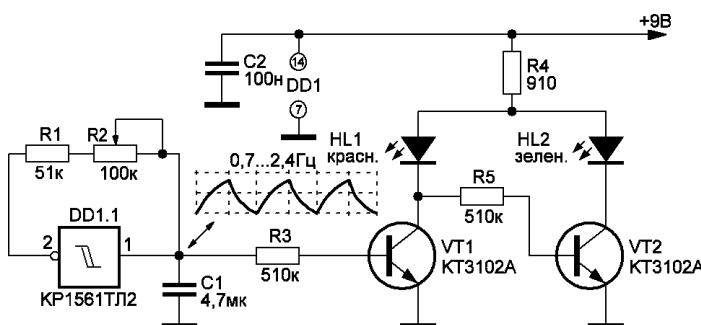 +9В
C2
100н
14
DD1
7
R4
910
R1
51к
R2
100к
HL1
красн.
HL2
зелен.
0,7...2,4Гц
R5
510к
DD1.1
2
1
КР1561ТЛ2
R3
510к
VT1
КТ3102А
VT2
КТ3102А
C1
4,7мк